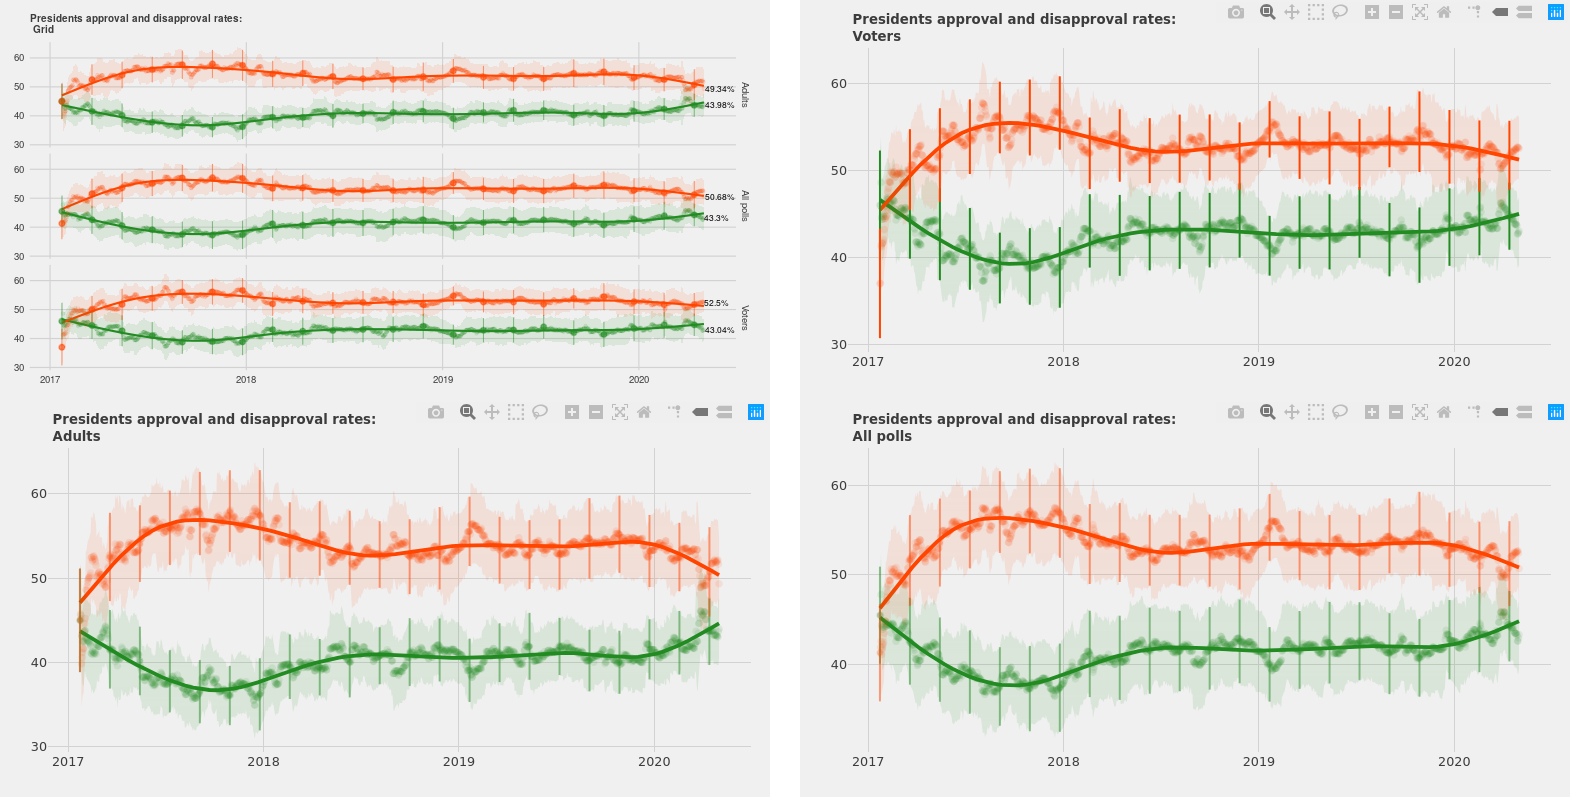 Presidents approval and disapproval rates:
Grid
60
50
40
30
49.34%
43.98%
Adults
60
50
40
30
50.68%
43.3%
All polls
60
50
40
30
52.5%
43.04%
Voters
2017 2018 2019 2020
Presidents approval and disapproval rates:
Voters
60
50
40
30
2017 2018 2019 2020
Presidents approval and disapproval rates:
Adults
60
50
40
30
2017 2018 2019 2020
Presidents approval and disapproval rates:
All polls
60
50
40
2017 2018 2019 2020